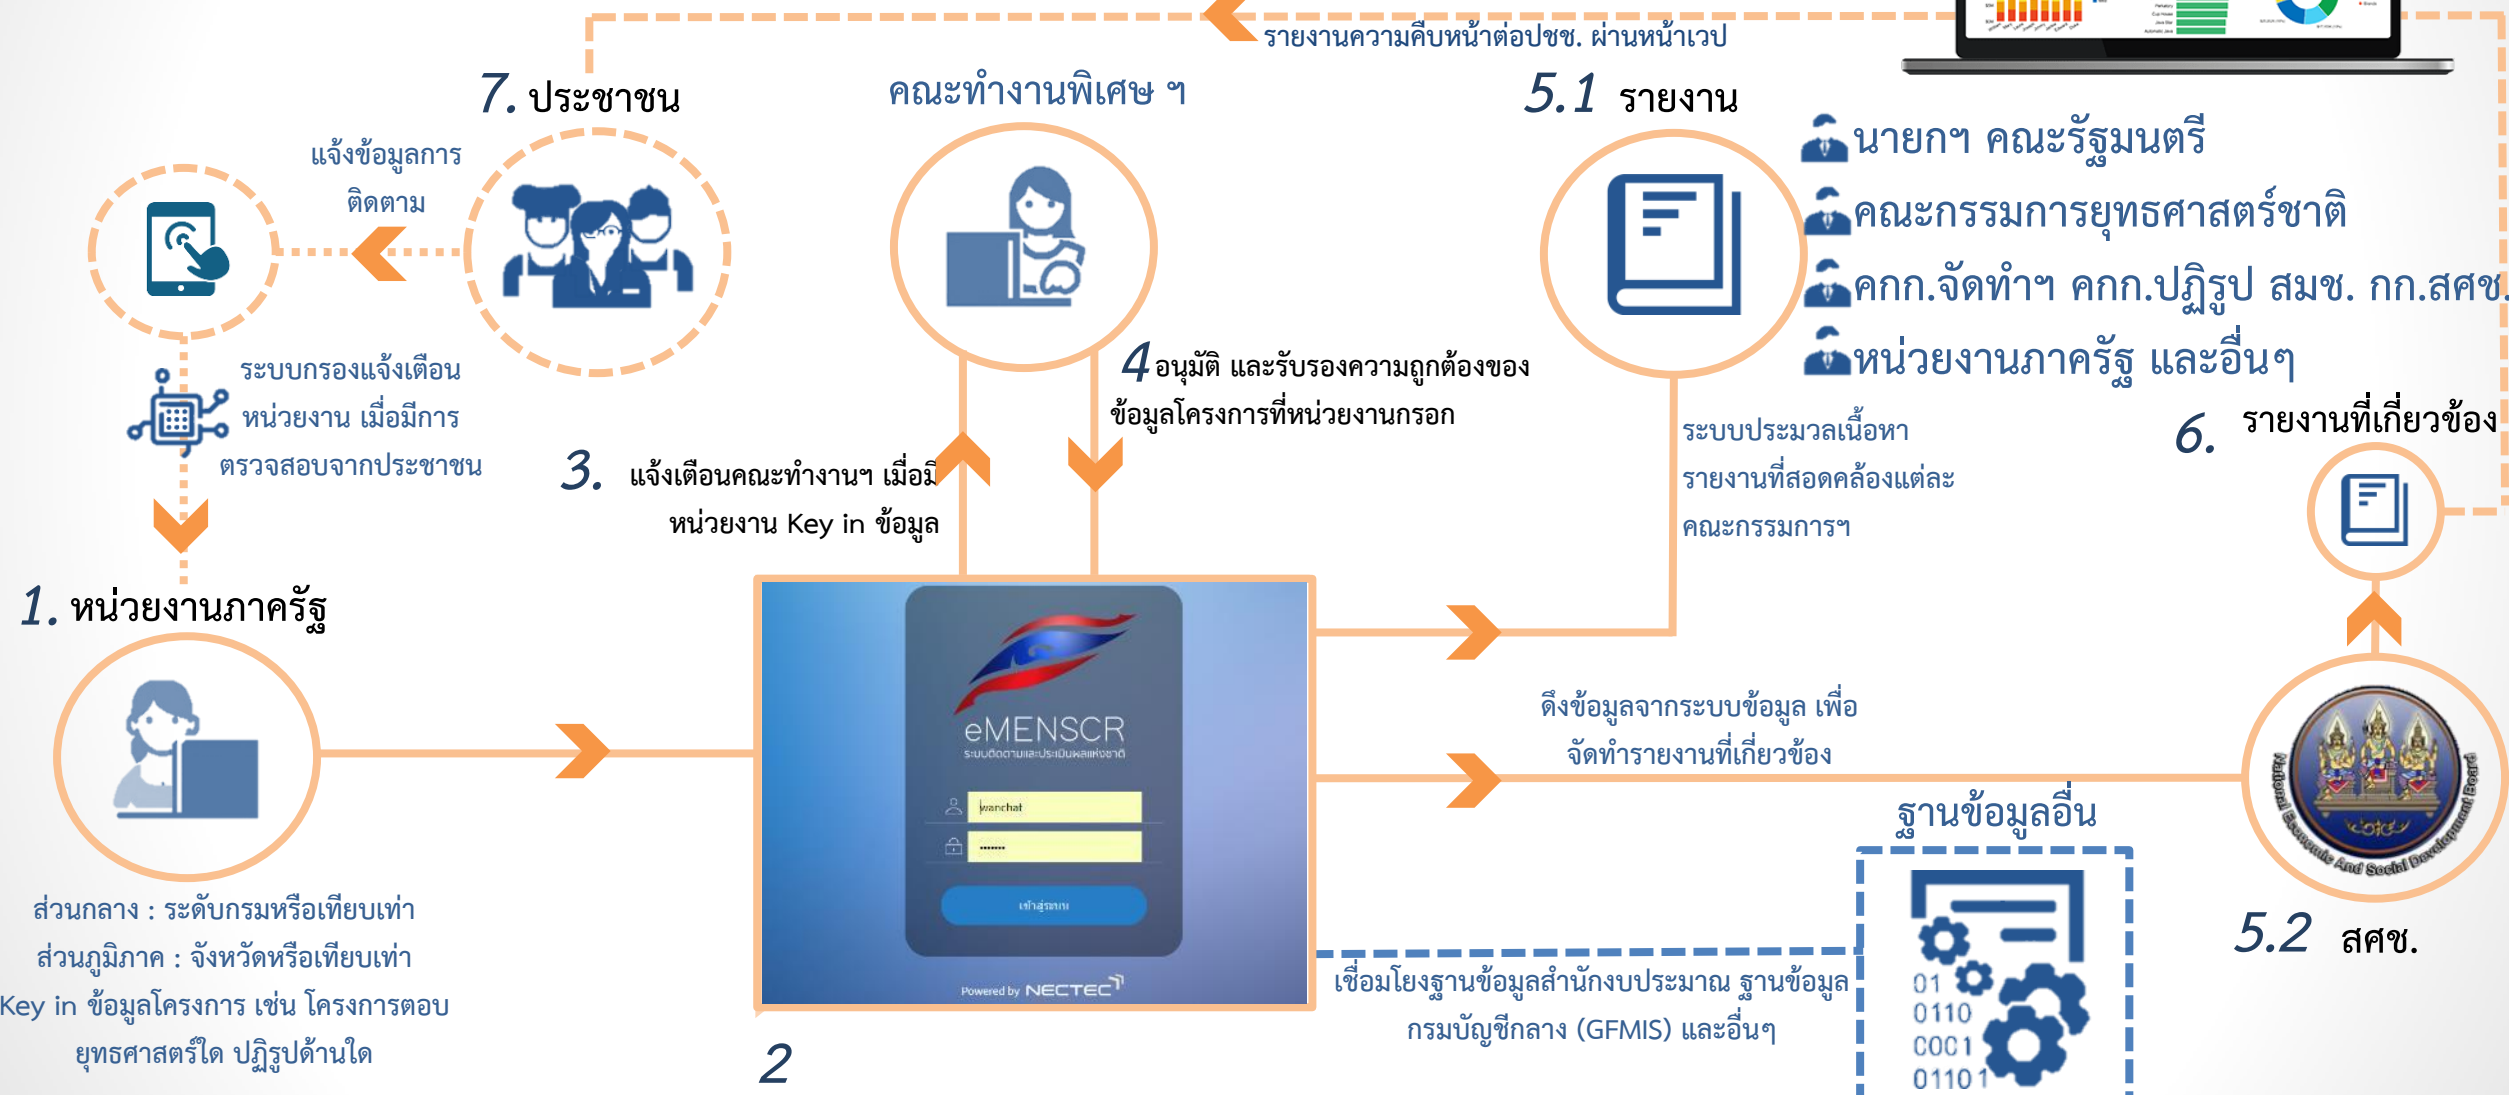 รายงานความคืบหน้าต่อปชช. ผ่านหน้าเวป
7. ประชาชน
คณะทำงานพิเศษ ฯ
5.1 รายงาน
นายกฯ คณะรัฐมนตรี
คณะกรรมการยุทธศาสตร์ชาติ
คกก.จัดทำฯ คกก.ปฏิรูป สมช. กก.สศช.
หน่วยงานภาครัฐ และอื่นๆ
แจ้งข้อมูลการ
ติดตาม
ระบบกรองแจ้งเตือน
หน่วยงาน เมื่อมีการ
ตรวจสอบจากประชาชน
3. แจ้งเตือนคณะทำงานฯ เมื่อมี
หน่วยงาน Key in ข้อมูล
4 อนุมัติ และรับรองความถูกต้องของ
ข้อมูลโครงการที่หน่วยงานกรอก
ระบบประมวลเนื้อหา
รายงานที่สอดคล้องแต่ละ
คณะกรรมการฯ
6. รายงานที่เกี่ยวข้อง
1. หน่วยงานภาครัฐ
ส่วนกลาง : ระดับกรมหรือเทียบเท่า
ส่วนภูมิภาค : จังหวัดหรือเทียบเท่า
Key in ข้อมูลโครงการ เช่น โครงการตอบ
ยุทธศาสตร์ใด ปฏิรูปด้านใด
eMENSCR
ระบบติดตามและประเมินผลแห่งชาติ
wanchat
เข้าสู่ระบบ
Powered by NECTEC
2
ดึงข้อมูลจากระบบข้อมูล เพื่อ
จัดทำรายงานที่เกี่ยวข้อง
ฐานข้อมูลอื่น
เชื่อมโยงฐานข้อมูลสำนักงบประมาณ ฐานข้อมูล
กรมบัญชีกลาง (GFMIS) และอื่นๆ
01
0110
0001
01101
National Economic And Social Development Board
5.2 สศช.